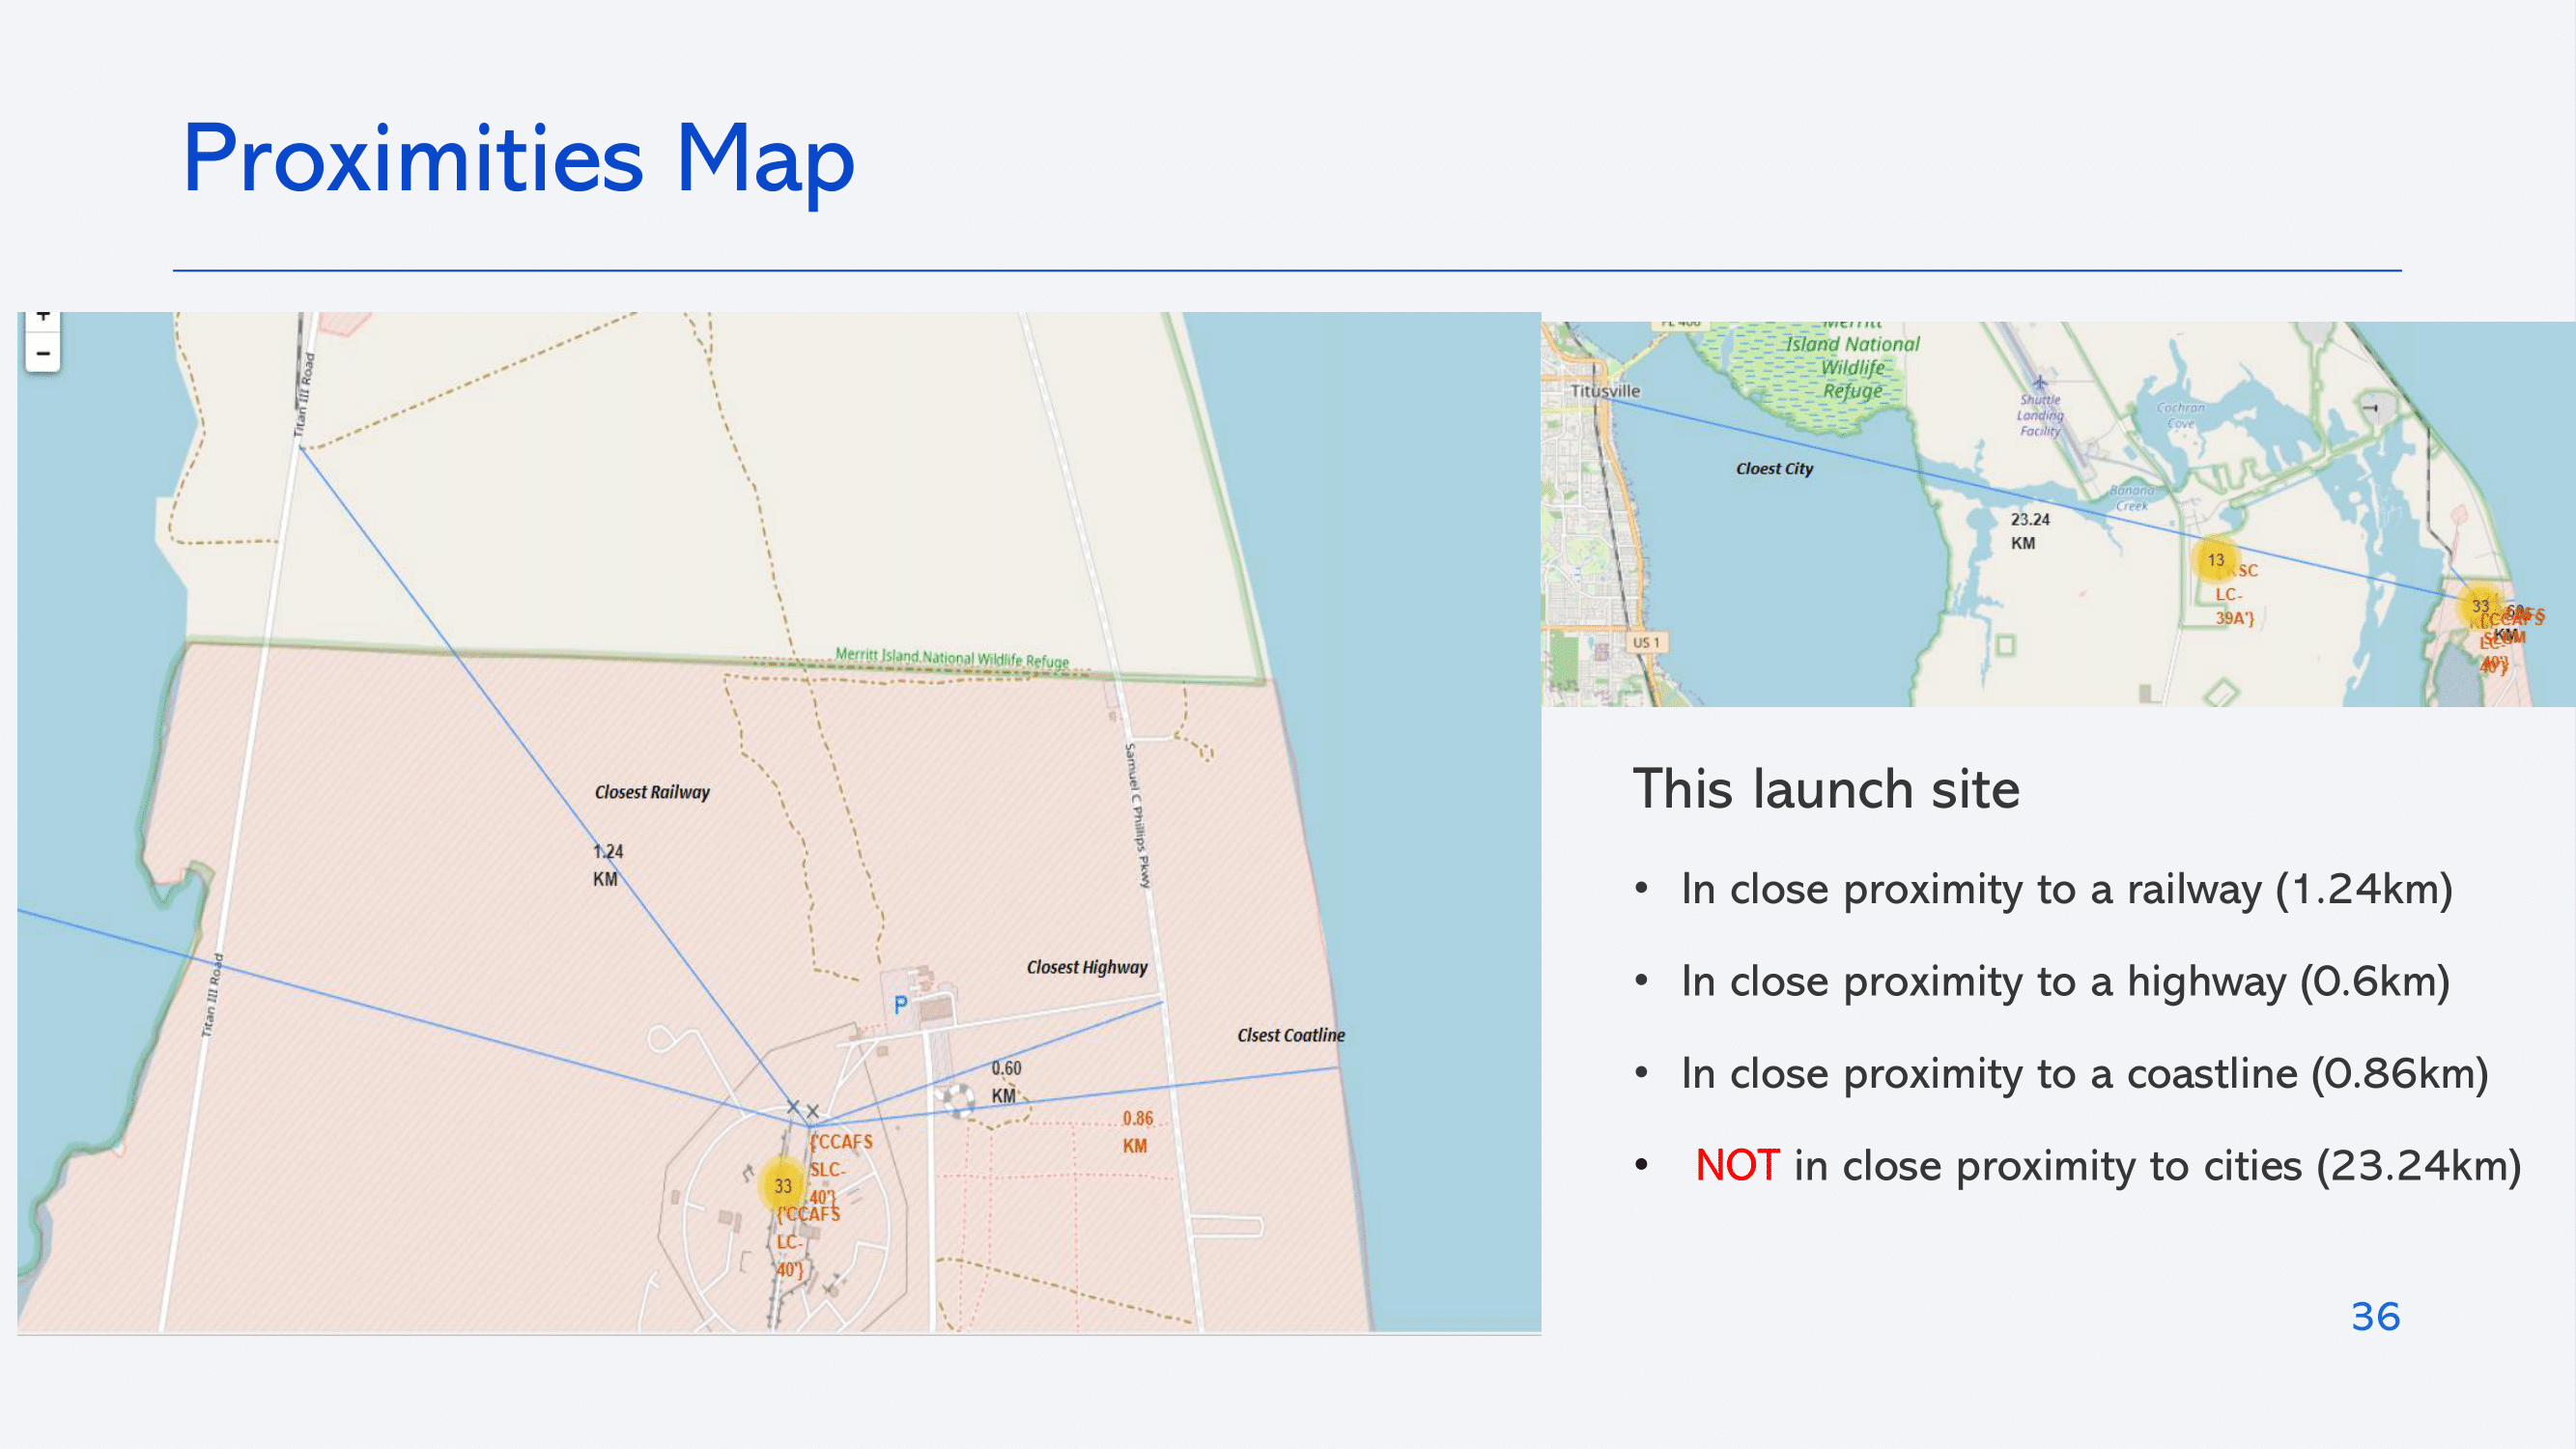 Proximities Map
+
−
Titan III Road
Merritt Island National Wildlife Refuge
Samuel C Phillips Pkwy
Closest Railway
1.24
KM
Closest Highway
Titan III Road
P
Clsest Coatline
0.60
KM
0.86
KM
{'CCAFS
SLC-
40'}
33
{'CCAFS
LC-
40'}
Merritt
Island National
Wildlife
Refuge
Titusville
Shuttle
Landing
Facility
Cochran
Cove
Cloest City
Banana
Creek
23.24
KM
13
KSC
LC-
39A'}
33
{'CCAFS
40'}
US 1
This launch site
• In close proximity to a railway (1.24km)
• In close proximity to a highway (0.6km)
• In close proximity to a coastline (0.86km)
• NOT in close proximity to cities (23.24km)
36